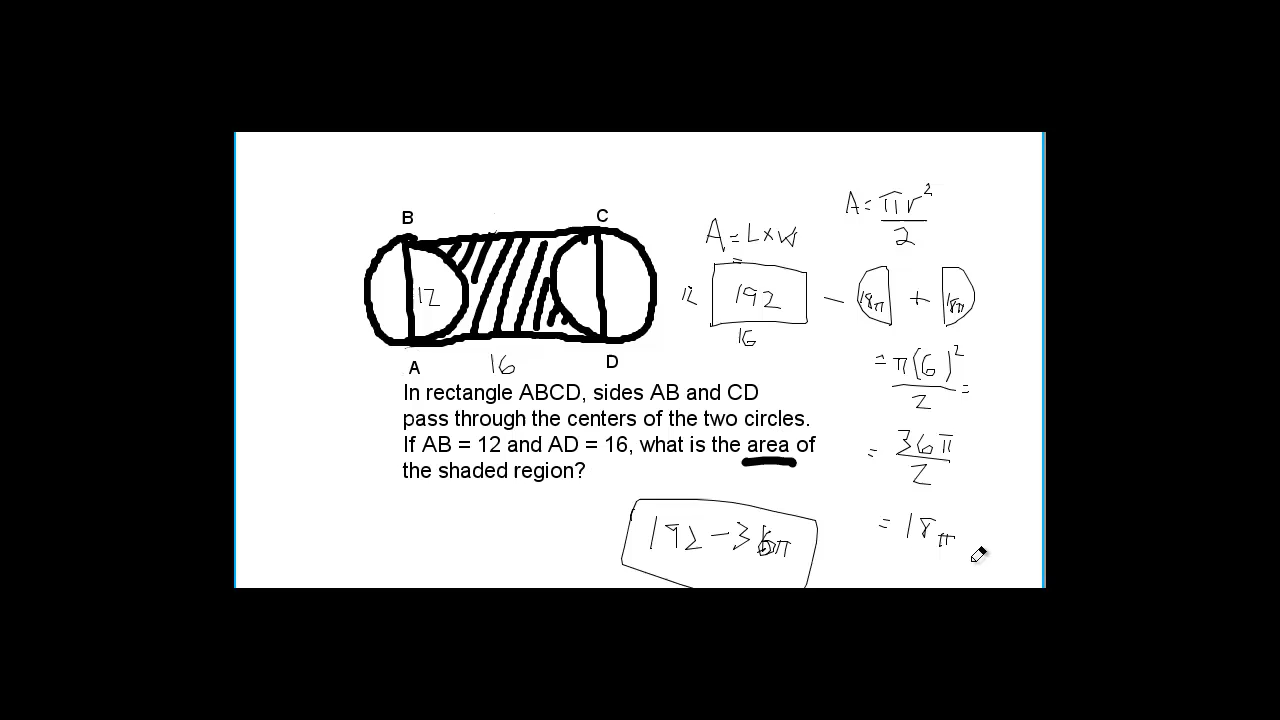 B
C
12
A
16
D
In rectangle ABCD, sides AB and CD
pass through the centers of the two circles.
If AB = 12 and AD = 16, what is the area of
the shaded region?
A = L×W
=
12
192
16
− 18π + 18π
A = πr²/2
= π(6)²/2 =
= 36π/2
= 18π
192 − 36π